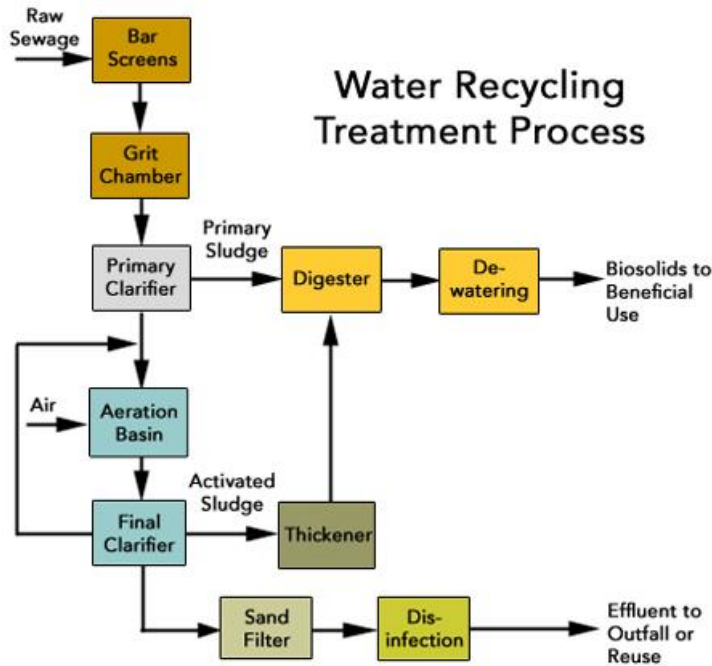 Raw
Sewage
Bar
Screens
Water Recycling
Treatment Process
Grit
Chamber
Primary
Sludge
Primary
Clarifier
Digester
De-
watering
Biosolids to
Beneficial
Use
Air
Aeration
Basin
Activated
Sludge
Final
Clarifier
Thickener
Sand
Filter
Dis-
infection
Effluent to
Outfall or
Reuse